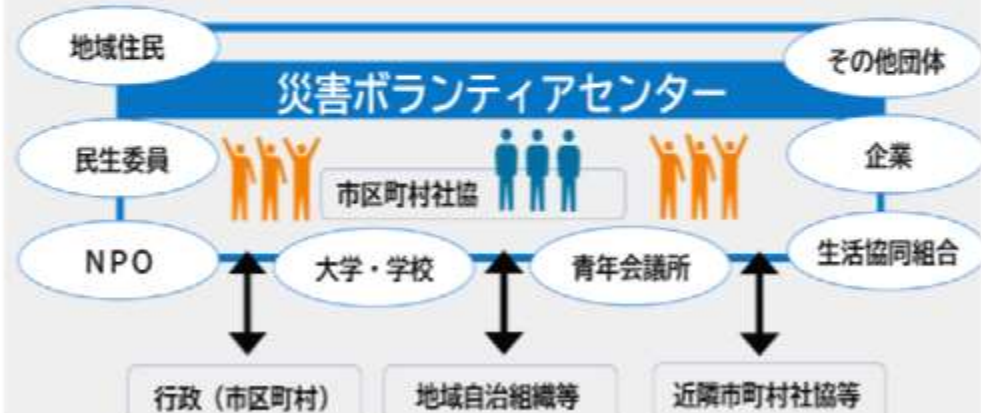 地域住民
その他団体
災害ボランティアセンター
民生委員
企業
市区町村社協
NPO
大学・学校
青年会議所
生活協同組合
行政（市区町村）
地域自治組織等
近隣市町村社協等